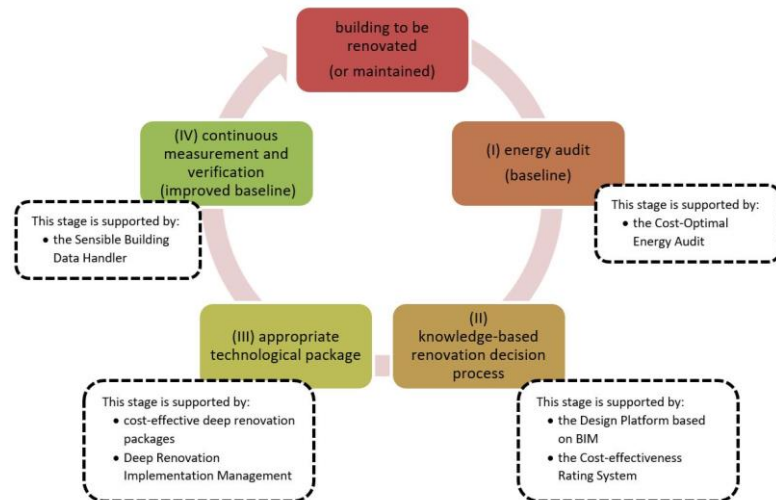 building to be
renovated
(or maintained)
(I) energy audit
(baseline)
This stage is supported by:
• the Cost-Optimal
Energy Audit
(II)
knowledge-based
renovation decision
process
This stage is supported by:
• the Design Platform based
on BIM
• the Cost-effectiveness
Rating System
(III) appropriate
technological package
This stage is supported by:
• cost-effective deep renovation
packages
• Deep Renovation
Implementation Management
(IV) continuous
measurement and
verification
(improved baseline)
This stage is supported by:
• the Sensible Building
Data Handler